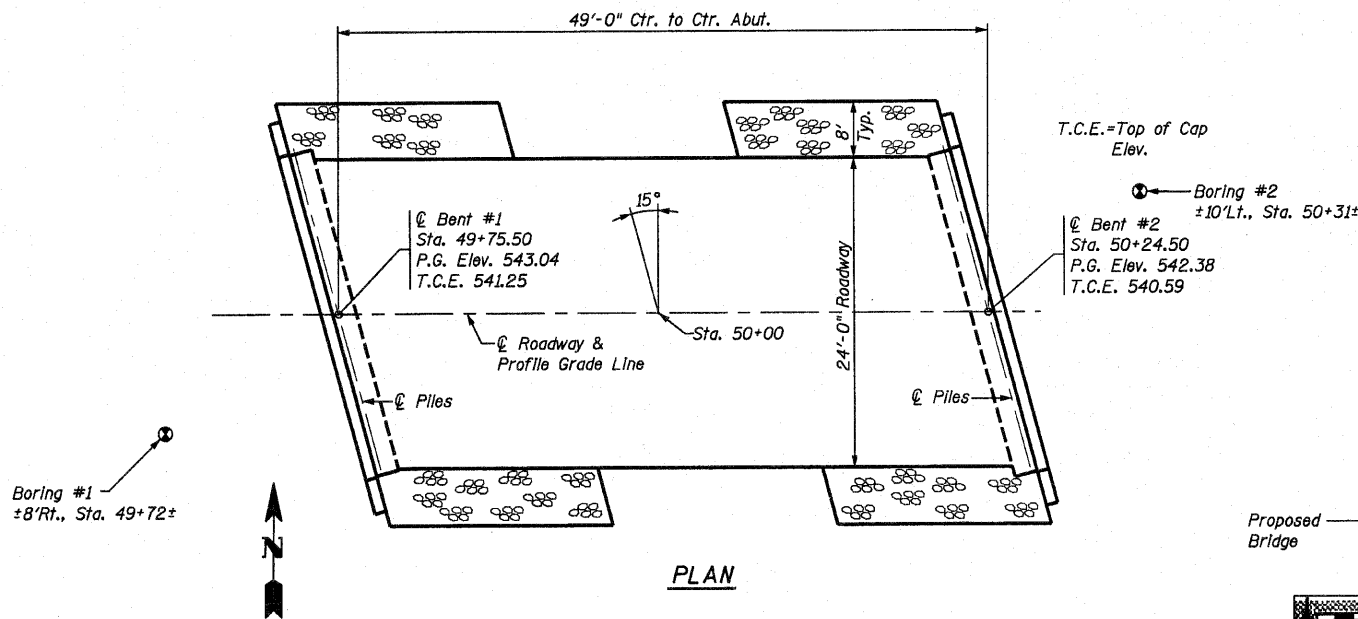 49'-0" Ctr. to Ctr. Abut.
8'
Typ.
T.C.E.=Top of Cap
Elev.
15°
Boring #2
±10'Lt., Sta. 50+31±
℄ Bent #1
Sta. 49+75.50
P.G. Elev. 543.04
T.C.E. 541.25
℄ Bent #2
Sta. 50+24.50
P.G. Elev. 542.38
T.C.E. 540.59
24'-0" Roadway
Sta. 50+00
℄ Roadway &
Profile Grade Line
℄ Piles
℄ Piles
Boring #1
±8'Rt., Sta. 49+72±
N
Proposed
Bridge
PLAN